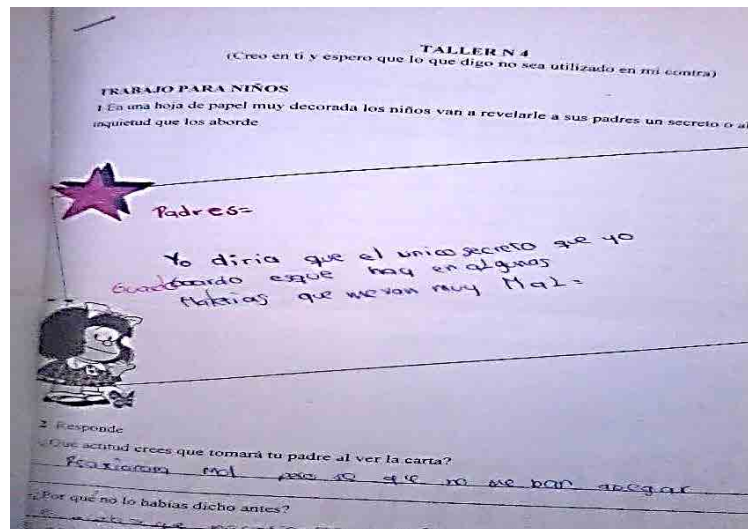 TALLER N 4
(Creo en ti y espero que lo que digo no sea utilizado en mi contra)
TRABAJO PARA NIÑOS
1 En una hoja de papel muy decorada los niños van a revelarle a sus padres un secreto o
inquietud que los aborde
Padres=
Yo diria que el unico secreto que yo
guardo esque hay en algunas
Materias que me van muy Mal=
2 Responde
¿Qué actitud crees que tomará tu padre al ver la carta?
mal pero se que no me ban apegar
¿Por qué no lo habías dicho antes?